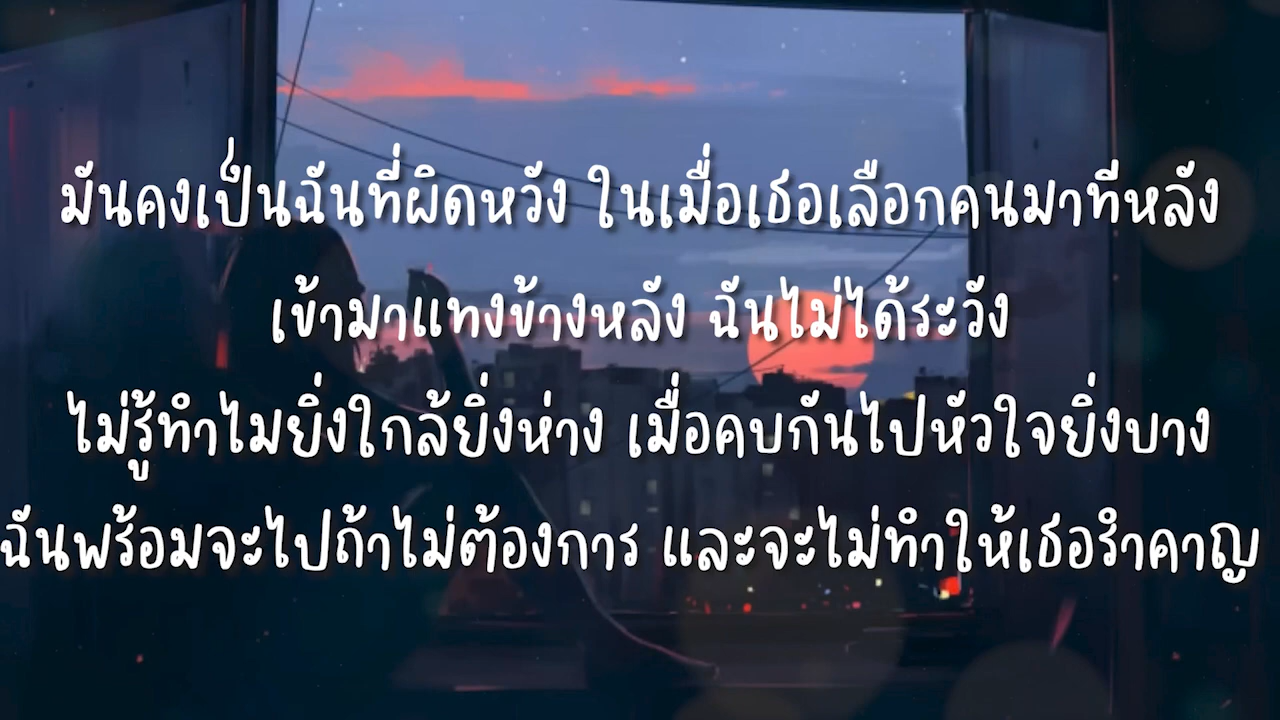 มันคงเป็นฉันที่ผิดหวัง ในเมื่อเธอเลือกคนมาทีหลัง
เข้ามาแทงข้างหลัง ฉันไม่ได้ระวัง
ไม่รู้ทำไมยิ่งใกล้ยิ่งห่าง เมื่อคบกันไปหัวใจยิ่งบาง
ฉันพร้อมจะไปถ้าไม่ต้องการ และจะไม่ทำให้เธอรำคาญ